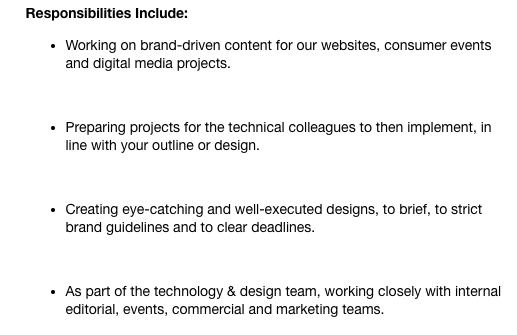 Responsibilities Include:
• Working on brand-driven content for our websites, consumer events
and digital media projects.
• Preparing projects for the technical colleagues to then implement, in
line with your outline or design.
• Creating eye-catching and well-executed designs, to brief, to strict
brand guidelines and to clear deadlines.
• As part of the technology & design team, working closely with internal
editorial, events, commercial and marketing teams.